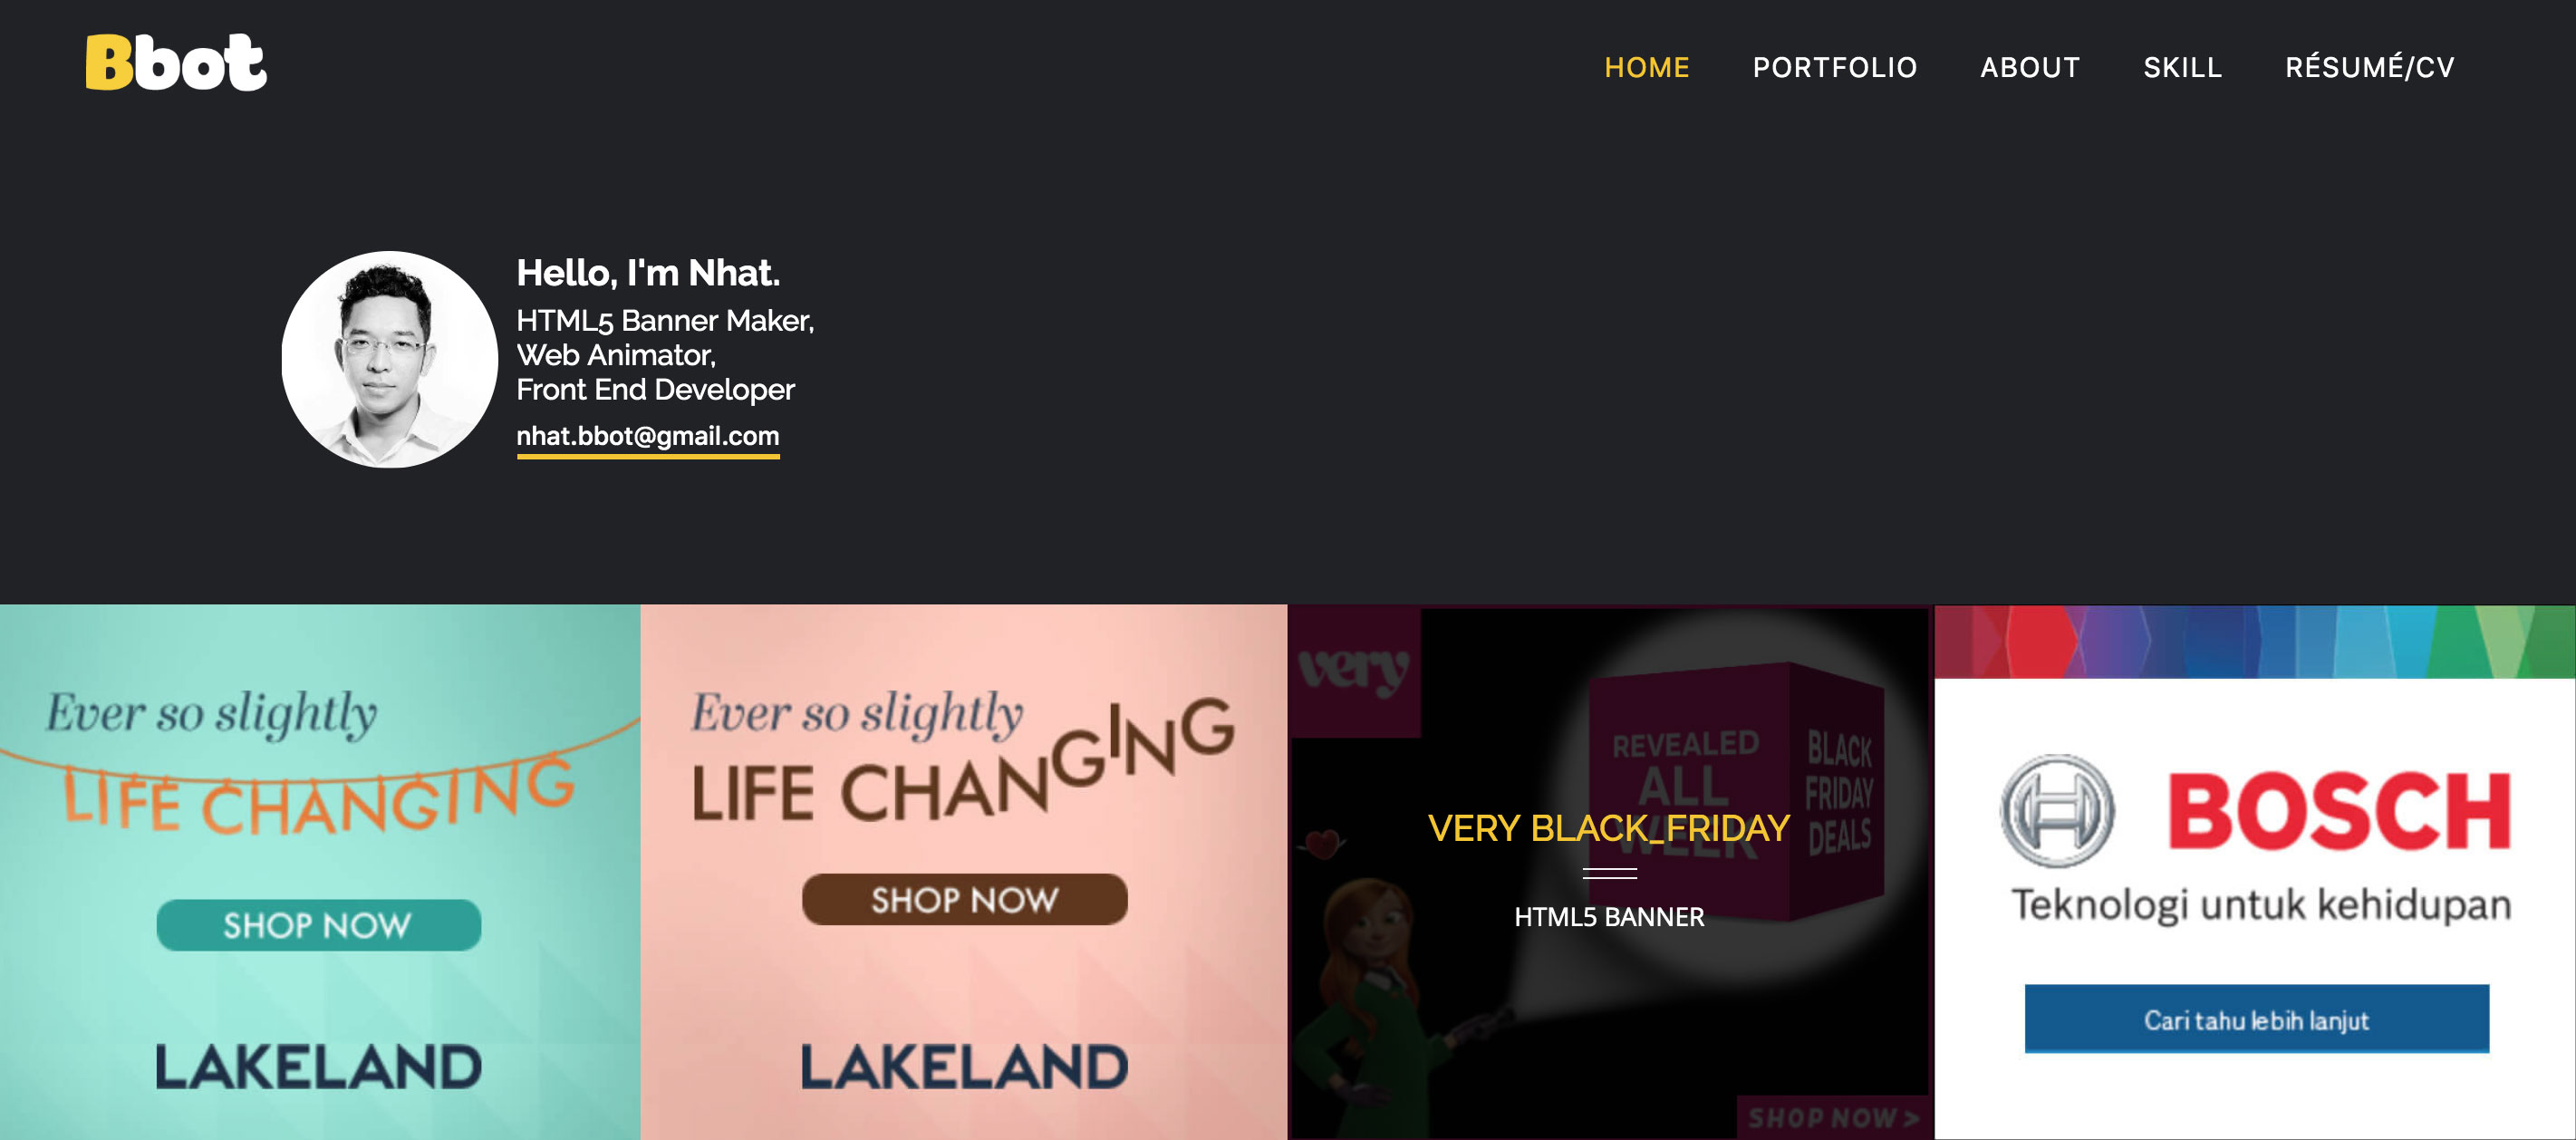 Bbot
HOME PORTFOLIO ABOUT SKILL RÉSUMÉ/CV
Hello, I'm Nhat.
HTML5 Banner Maker,
Web Animator,
Front End Developer
nhat.bbot@gmail.com
Ever so slightly
LIFE CHANGING
SHOP NOW
LAKELAND
Ever so slightly
LIFE CHANGING
SHOP NOW
LAKELAND
very
REVEALED
ALL
WEEK
BLACK
FRIDAY
DEALS
VERY BLACK_FRIDAY
HTML5 BANNER
SHOP NOW >
BOSCH
Teknologi untuk kehidupan
Cari tahu lebih lanjut